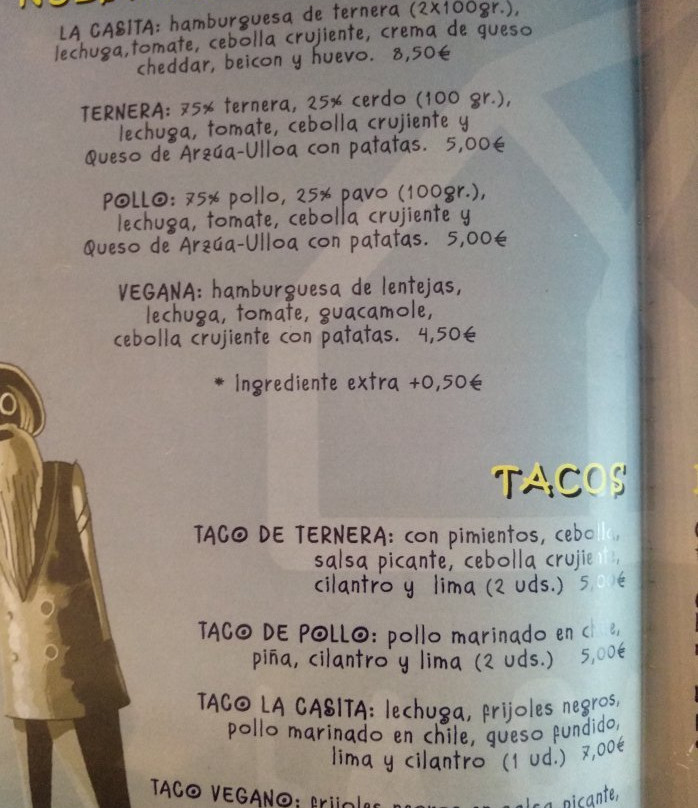 LA CASITA: hamburguesa de ternera (2x100gr.),
lechuga, tomate, cebolla crujiente, crema de queso
cheddar, beicon y huevo. 8,50€
TERNERA: 75% ternera, 25% cerdo (100 gr.),
lechuga, tomate, cebolla crujiente y
Queso de Arzúa-Ulloa con patatas. 5,00€
POLLO: 75% pollo, 25% pavo (100gr.),
lechuga, tomate, cebolla crujiente y
Queso de Arzúa-Ulloa con patatas. 5,00€
VEGANA: hamburguesa de lentejas,
lechuga, tomate, guacamole,
cebolla crujiente con patatas. 4,50€
* Ingrediente extra +0,50€
TACOS
TACO DE TERNERA: con pimientos, cebolla,
salsa picante, cebolla crujiente,
cilantro y lima (2 uds.) 5,00€
TACO DE POLLO: pollo marinado en chile,
piña, cilantro y lima (2 uds.) 5,00€
TACO LA CASITA: lechuga, frijoles negros,
pollo marinado en chile, queso fundido,
lima y cilantro (1 ud.) 7,00€
TACO VEGANO: frijoles picante,